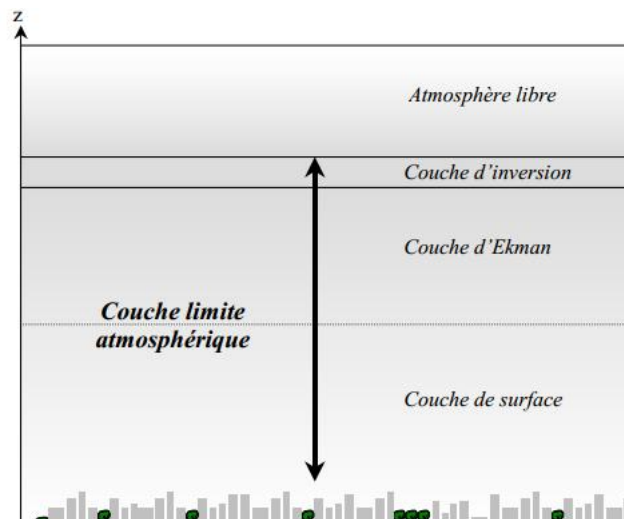 z
Atmosphère libre
Couche d'inversion
Couche d'Ekman
Couche limite
atmosphérique
Couche de surface